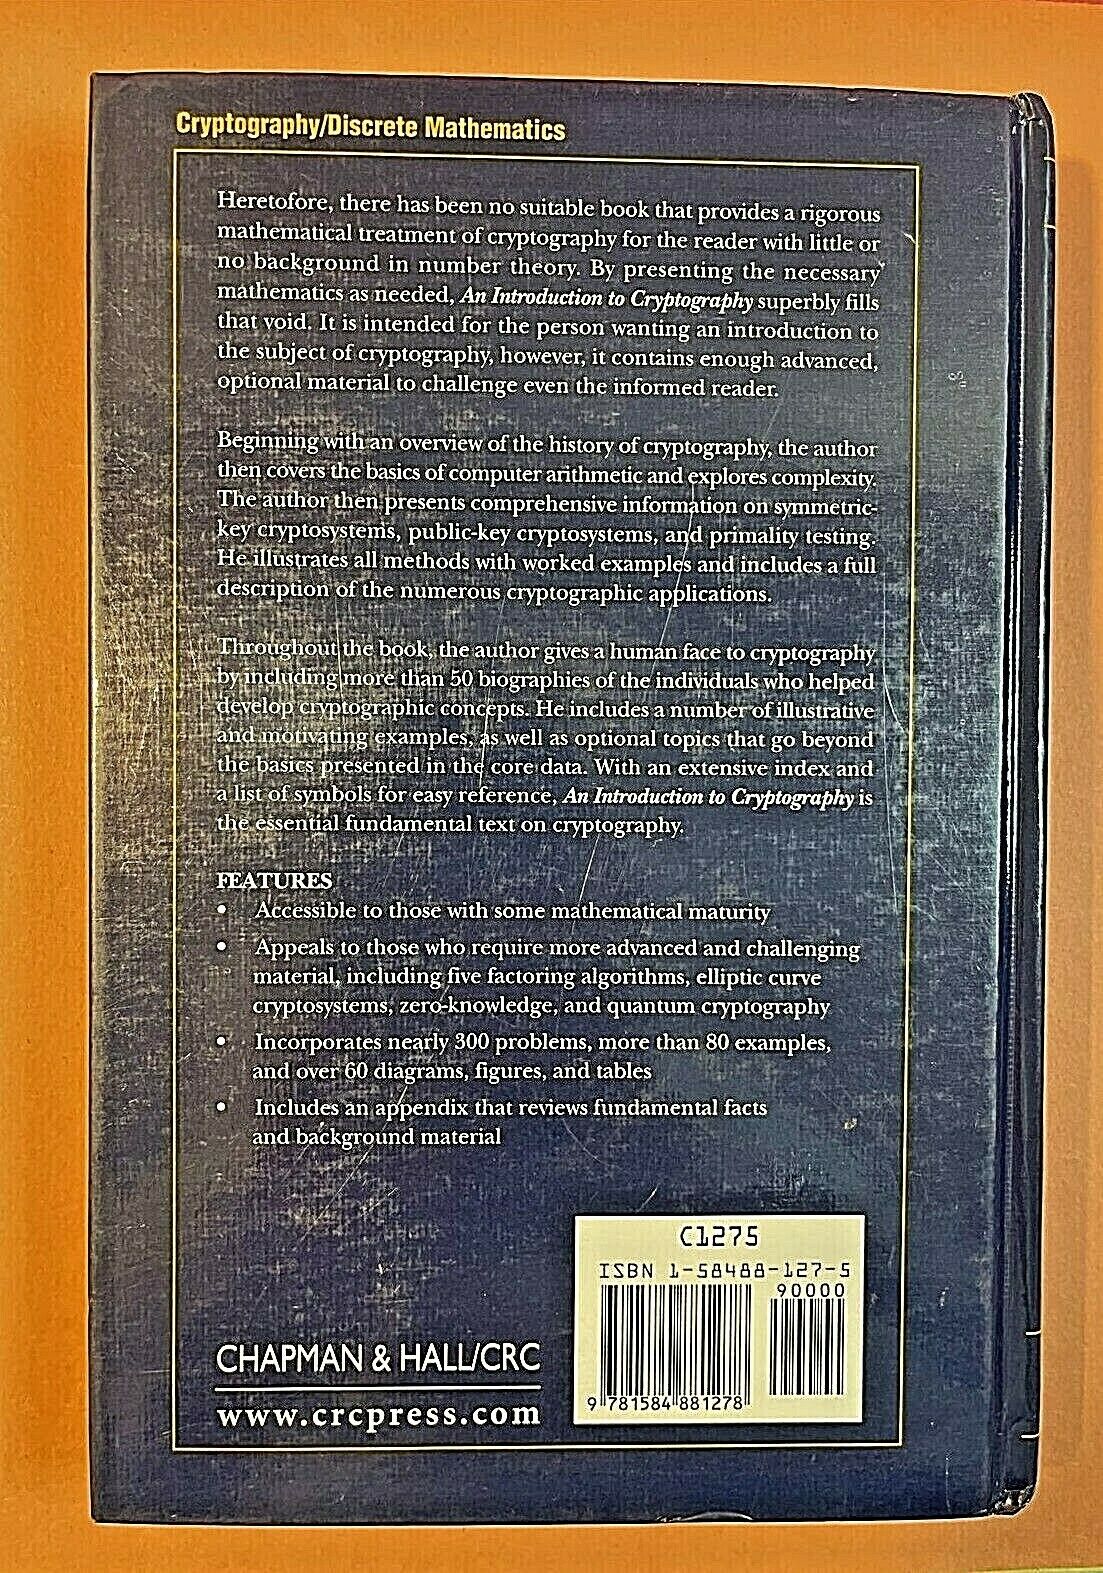 Cryptography/Discrete Mathematics
Heretofore, there has been no suitable book that provides a rigorous
mathematical treatment of cryptography for the reader with little or
no background in number theory. By presenting the necessary
mathematics as needed, An Introduction to Cryptography superbly fills
that void. It is intended for the person wanting an introduction to
the subject of cryptography, however, it contains enough advanced,
optional material to challenge even the informed reader.
Beginning with an overview of the history of cryptography, the author
then covers the basics of computer arithmetic and explores complexity.
The author then presents comprehensive information on symmetric-
key cryptosystems, public-key cryptosystems, and primality testing.
He illustrates all methods with worked examples and includes a full
description of the numerous cryptographic applications.
Throughout the book, the author gives a human face to cryptography
by including more than 50 biographies of the individuals who helped
develop cryptographic concepts. He includes a number of illustrative
and motivating examples, as well as optional topics that go beyond
the basics presented in the core data. With an extensive index and
a list of symbols for easy reference, An Introduction to Cryptography is
the essential fundamental text on cryptography.
FEATURES
• Accessible to those with some mathematical maturity
• Appeals to those who require more advanced and challenging
material, including five factoring algorithms, elliptic curve
cryptosystems, zero-knowledge, and quantum cryptography
• Incorporates nearly 300 problems, more than 80 examples,
and over 60 diagrams, figures, and tables
• Includes an appendix that reviews fundamental facts
and background material
C1275
ISBN 1-58488-127-5
90000
9 781584 881278
CHAPMAN & HALL/CRC
www.crcpress.com